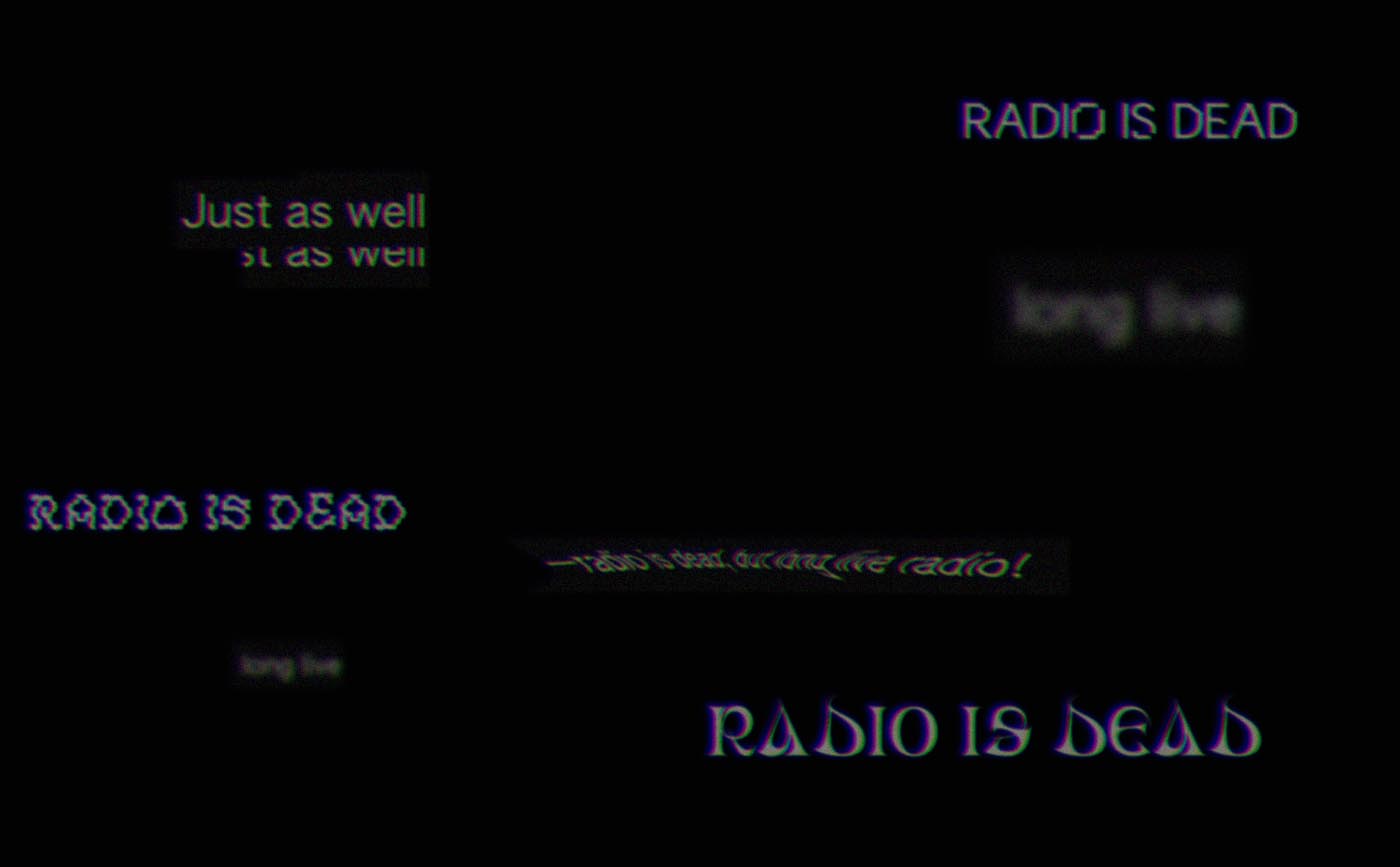 RADIO IS DEAD
Just as well
st as well
long live
RADIO IS DEAD
—radio is dead, but long live radio!
long live
RADIO IS DEAD